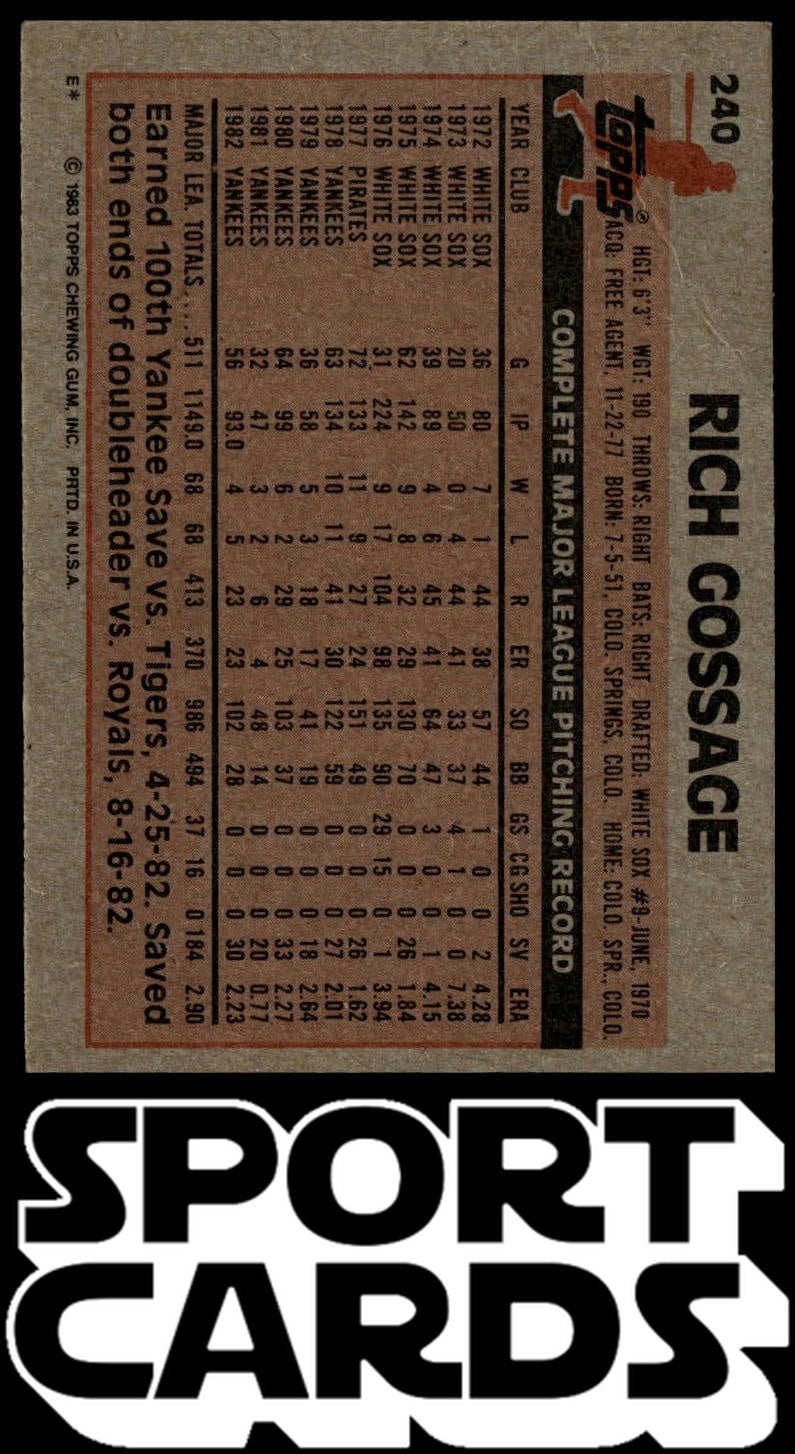 240
RICH GOSSAGE
Topps®
HGT: 6'3" WGT: 190 THROWS: RIGHT BATS: RIGHT DRAFTED: WHITE SOX #9-JUNE, 1970
ACQ: FREE AGENT, 11-22-77 BORN: 7-5-51, COLO. SPRINGS, COLO. HOME: COLO. SPR., COLO.
COMPLETE MAJOR LEAGUE PITCHING RECORD
YEAR CLUB G IP W L R ER SO BB GS CG SHO SV ERA
1972 WHITE SOX 36 80 7 1 44 38 57 44 1 0 0 2 4.28
1973 WHITE SOX 20 50 0 4 44 41 33 37 4 1 0 0 7.38
1974 WHITE SOX 39 89 4 6 45 41 64 47 3 0 0 1 4.15
1975 WHITE SOX 62 142 9 8 32 29 130 70 0 0 0 26 1.84
1976 WHITE SOX 31 224 9 17 104 98 135 90 29 15 0 1 3.94
1977 PIRATES 72 133 11 9 27 24 151 49 0 0 0 26 1.62
1978 YANKEES 63 134 10 11 41 30 122 59 0 0 0 27 2.01
1979 YANKEES 36 58 5 3 18 17 41 19 0 0 0 18 2.64
1980 YANKEES 64 99 6 2 29 25 103 37 0 0 0 33 2.27
1981 YANKEES 32 47 3 2 6 4 48 14 0 0 0 20 0.77
1982 YANKEES 56 93.0 4 5 23 23 102 28 0 0 0 30 2.23
MAJOR LEA. TOTALS..... 511 1149.0 68 68 413 370 986 494 37 16 0 184 2.90
Earned 100th Yankee Save vs. Tigers, 4-25-82. Saved
both ends of doubleheader vs. Royals, 8-16-82.
E* © 1983 TOPPS CHEWING GUM, INC. PRTD. IN U.S.A.
SPORT
CARDS